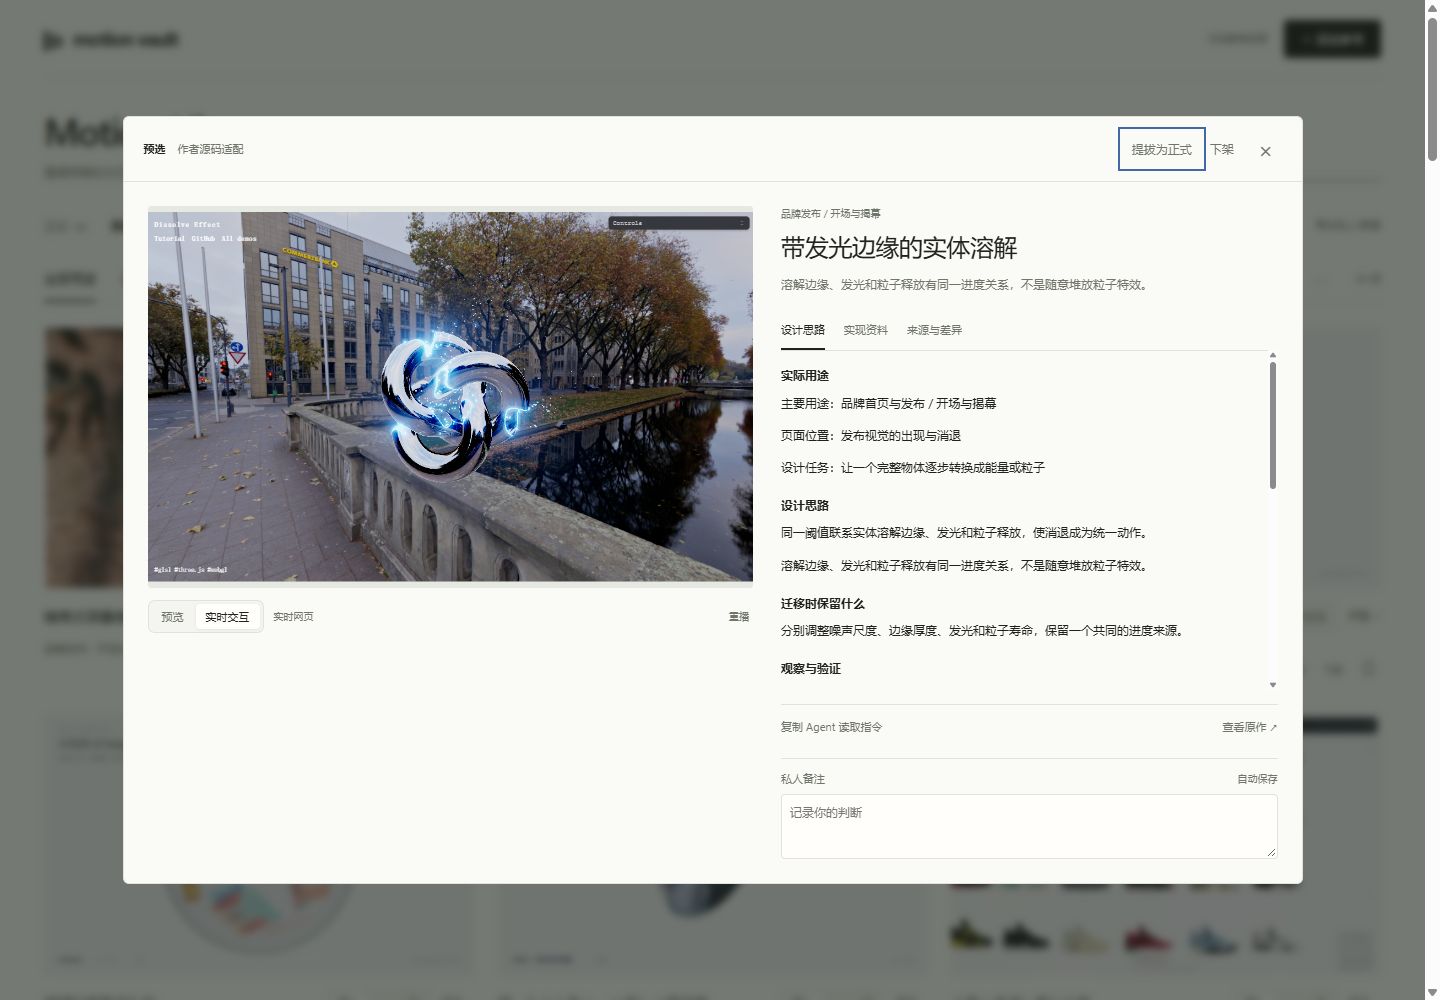 motion vault
预选 作者源码适配
提拔为正式 下架 ×
Dissolve Effect
Controls
Tutorial GitHub All demos
COMMERZBANK
#glsl #three.js #webgl
预览 实时交互 实时网页 重播
品牌发布 / 开场与揭幕
带发光边缘的实体溶解
溶解边缘、发光和粒子释放有同一进度关系，不是随意堆放粒子特效。
设计思路 实现资料 来源与差异
实际用途
主要用途：品牌首页与发布 / 开场与揭幕
页面位置：发布视觉的出现与消退
设计任务：让一个完整物体逐步转换成能量或粒子
设计思路
同一阈值联系实体溶解边缘、发光和粒子释放，使消退成为统一动作。
溶解边缘、发光和粒子释放有同一进度关系，不是随意堆放粒子特效。
迁移时保留什么
分别调整噪声尺度、边缘厚度、发光和粒子寿命，保留一个共同的进度来源。
观察与验证
复制 Agent 读取指令 查看原作 ↗
私人备注 自动保存
记录你的判断